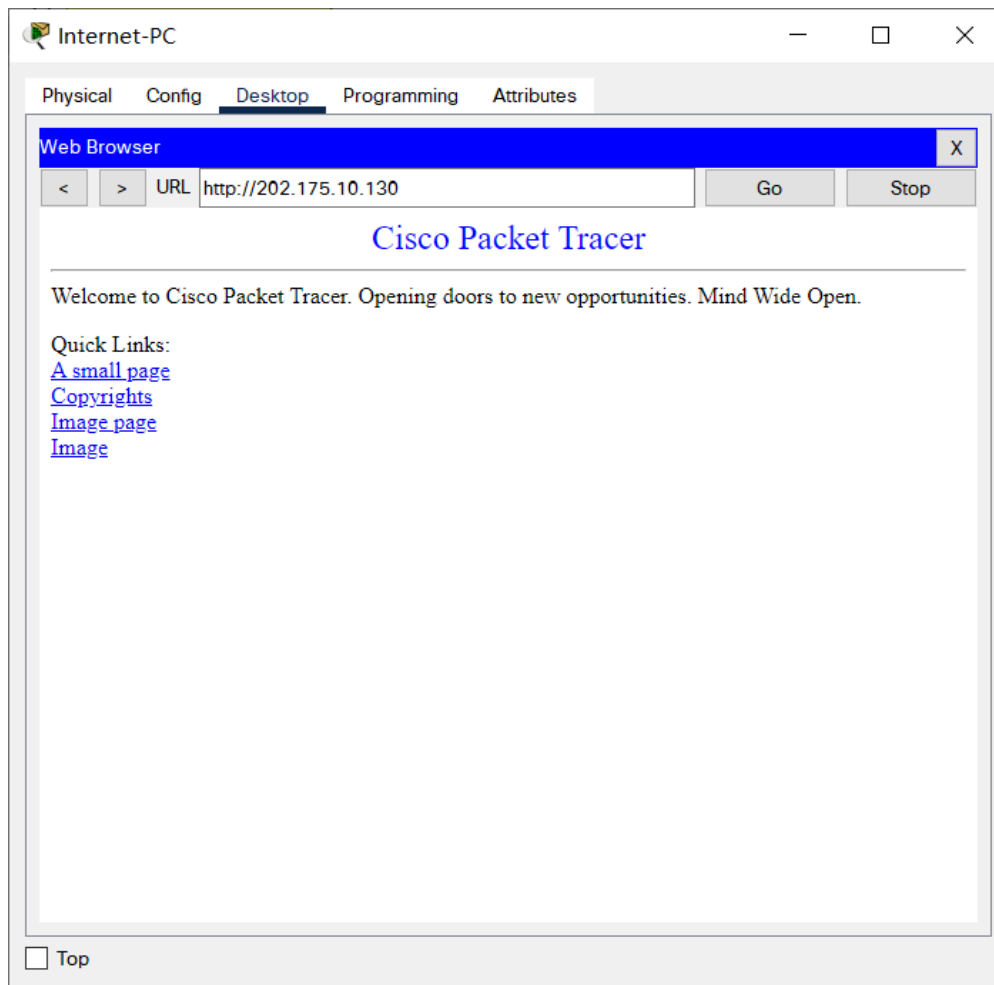 Internet-PC
Physical Config Desktop Programming Attributes
Web Browser X
< > URL http://202.175.10.130 Go Stop
Cisco Packet Tracer
Welcome to Cisco Packet Tracer. Opening doors to new opportunities. Mind Wide Open.
Quick Links:
A small page
Copyrights
Image page
Image
Top